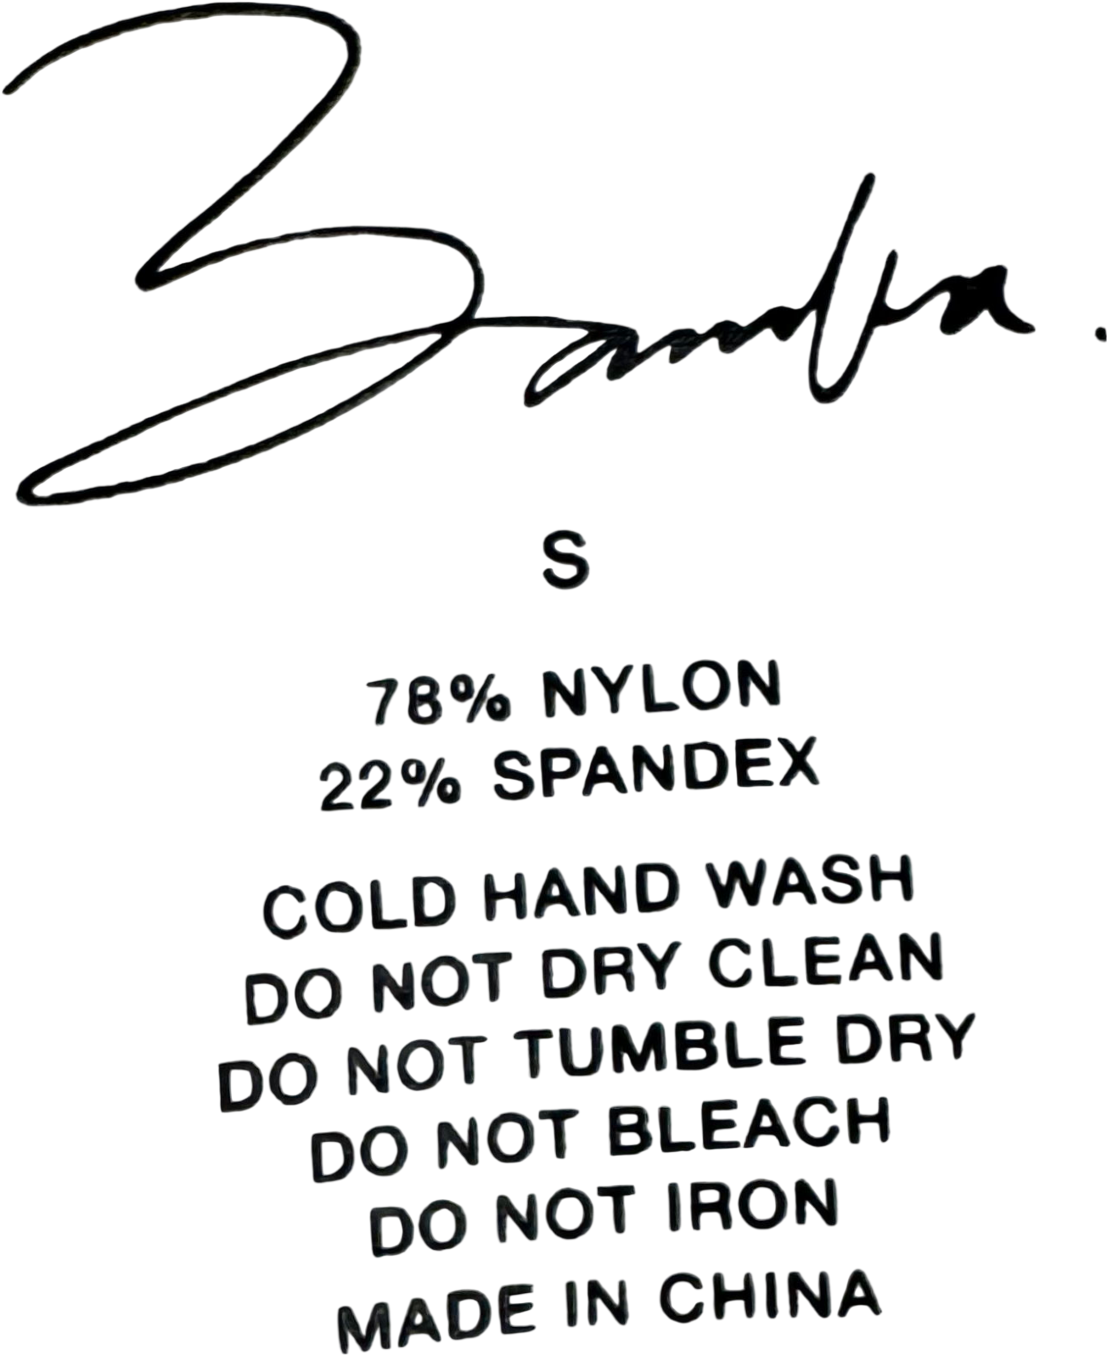 S
78% NYLON
22% SPANDEX
COLD HAND WASH
DO NOT DRY CLEAN
DO NOT TUMBLE DRY
DO NOT BLEACH
DO NOT IRON
MADE IN CHINA